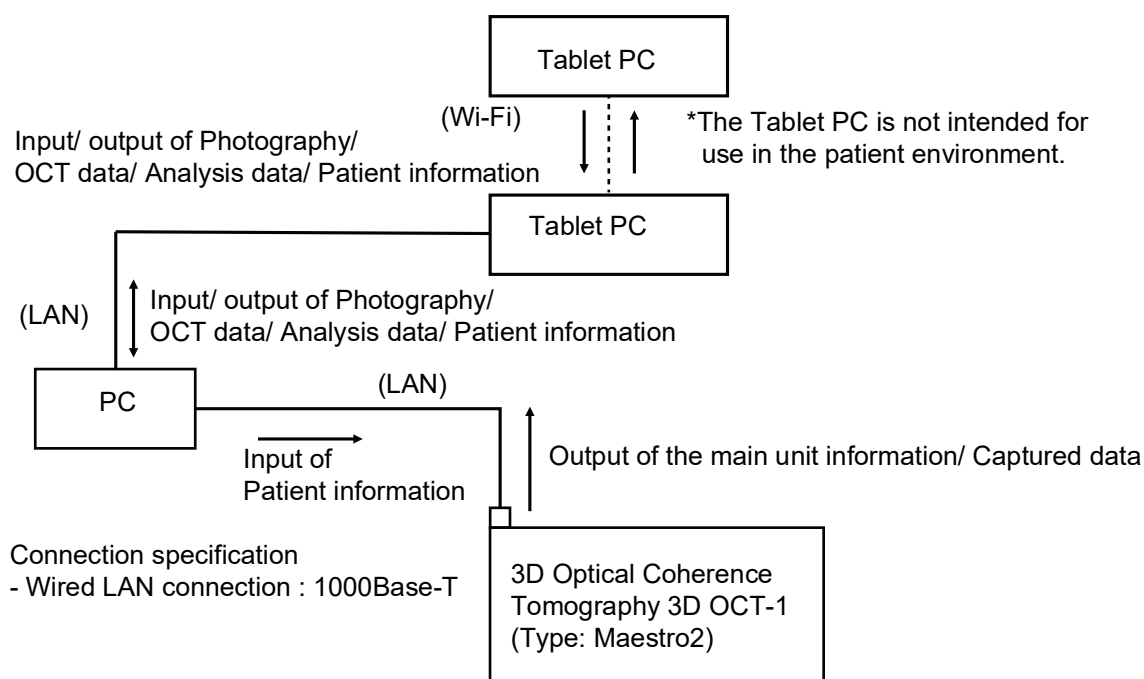 Tablet PC
(Wi-Fi)
*The Tablet PC is not intended for
use in the patient environment.
Input/ output of Photography/
OCT data/ Analysis data/ Patient information
Tablet PC
(LAN)
Input/ output of Photography/
OCT data/ Analysis data/ Patient information
PC
(LAN)
Input of
Patient information
Output of the main unit information/ Captured data
Connection specification
- Wired LAN connection : 1000Base-T
3D Optical Coherence
Tomography 3D OCT-1
(Type: Maestro2)